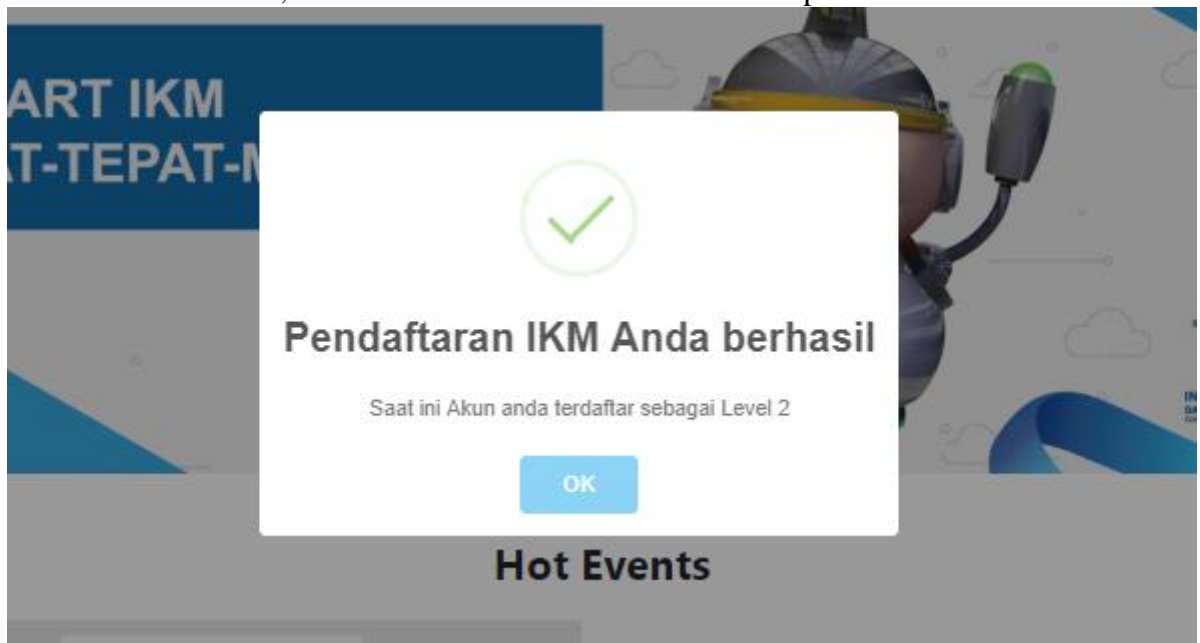 ART IKM
T-TEPAT-M
Pendaftaran IKM Anda berhasil
Saat ini Akun anda terdaftar sebagai Level 2
OK
Hot Events